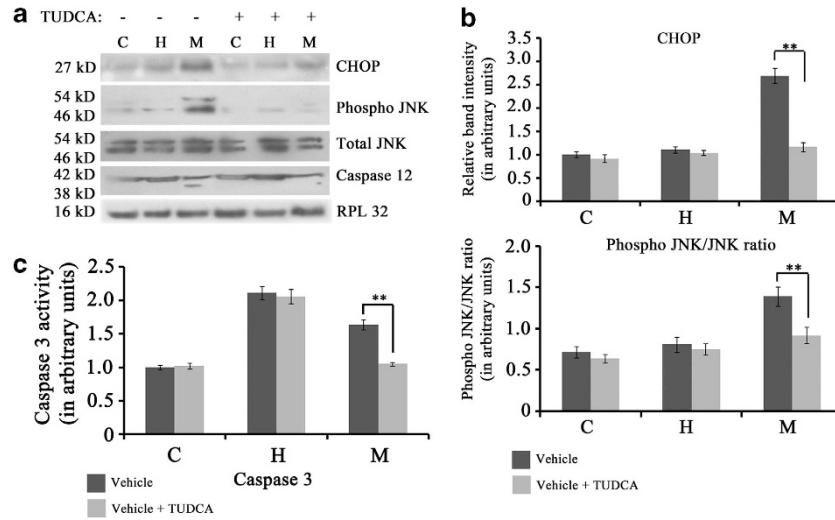 a
TUDCA: - - - + + +
C H M C H M
27 kD CHOP
54 kD
46 kD Phospho JNK
54 kD Total JNK
46 kD
42 kD Caspase 12
38 kD
16 kD RPL 32
b
CHOP
Relative band intensity
(in arbitrary units)
3.5
3.0
2.5
2.0
1.5
1.0
0.5
0
**
C H M
Phospho JNK/JNK ratio
Phospho JNK/JNK ratio
(in arbitrary units)
2.0
1.5
1.0
0.5
0
**
C H M
Vehicle
Vehicle + TUDCA
c
Caspase 3 activity
(in arbitrary units)
2.5
2.0
1.5
1.0
0.5
0
**
C H M
Caspase 3
Vehicle
Vehicle + TUDCA